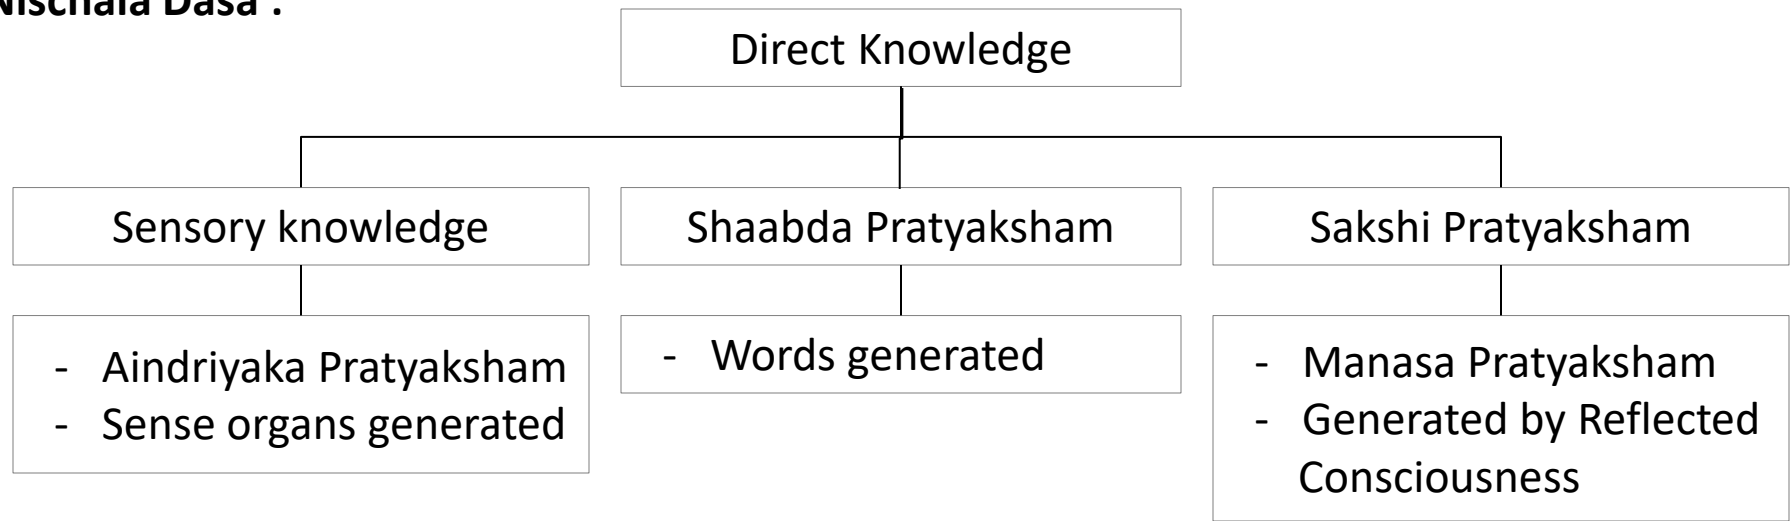 Nischala Dasa :
Direct Knowledge
Sensory knowledge
Shaabda Pratyaksham
Sakshi Pratyaksham
- Aindriyaka Pratyaksham
- Sense organs generated
- Words generated
- Manasa Pratyaksham
- Generated by Reflected
Consciousness